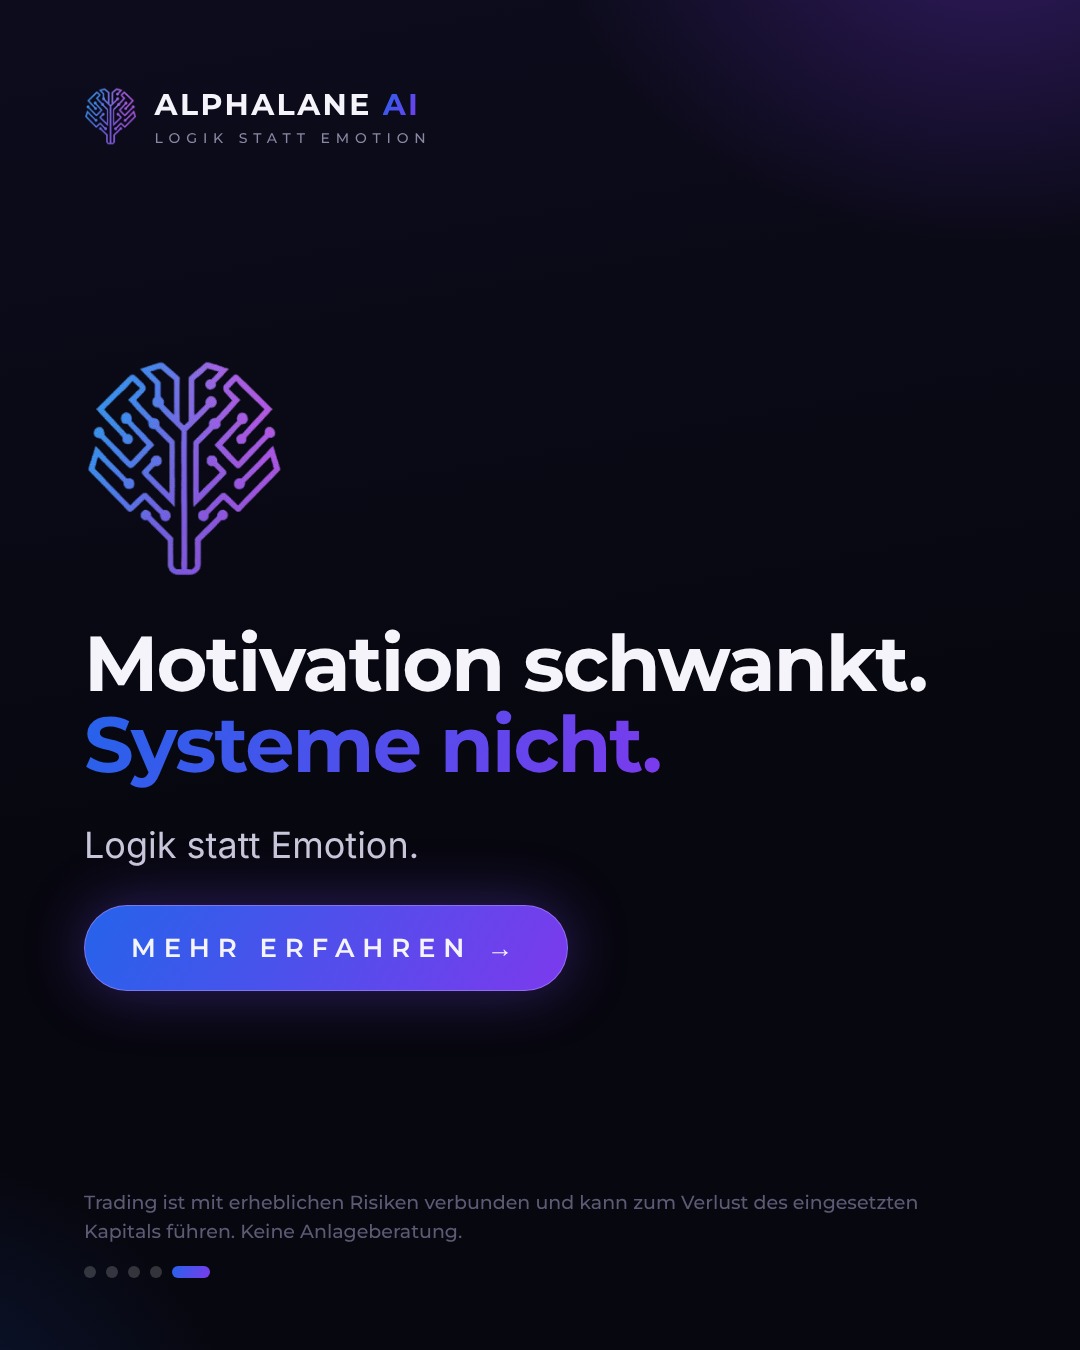 ALPHALANE AI
LOGIK STATT EMOTION
Motivation schwankt.
Systeme nicht.
Logik statt Emotion.
MEHR ERFAHREN →
Trading ist mit erheblichen Risiken verbunden und kann zum Verlust des eingesetzten
Kapitals führen. Keine Anlageberatung.